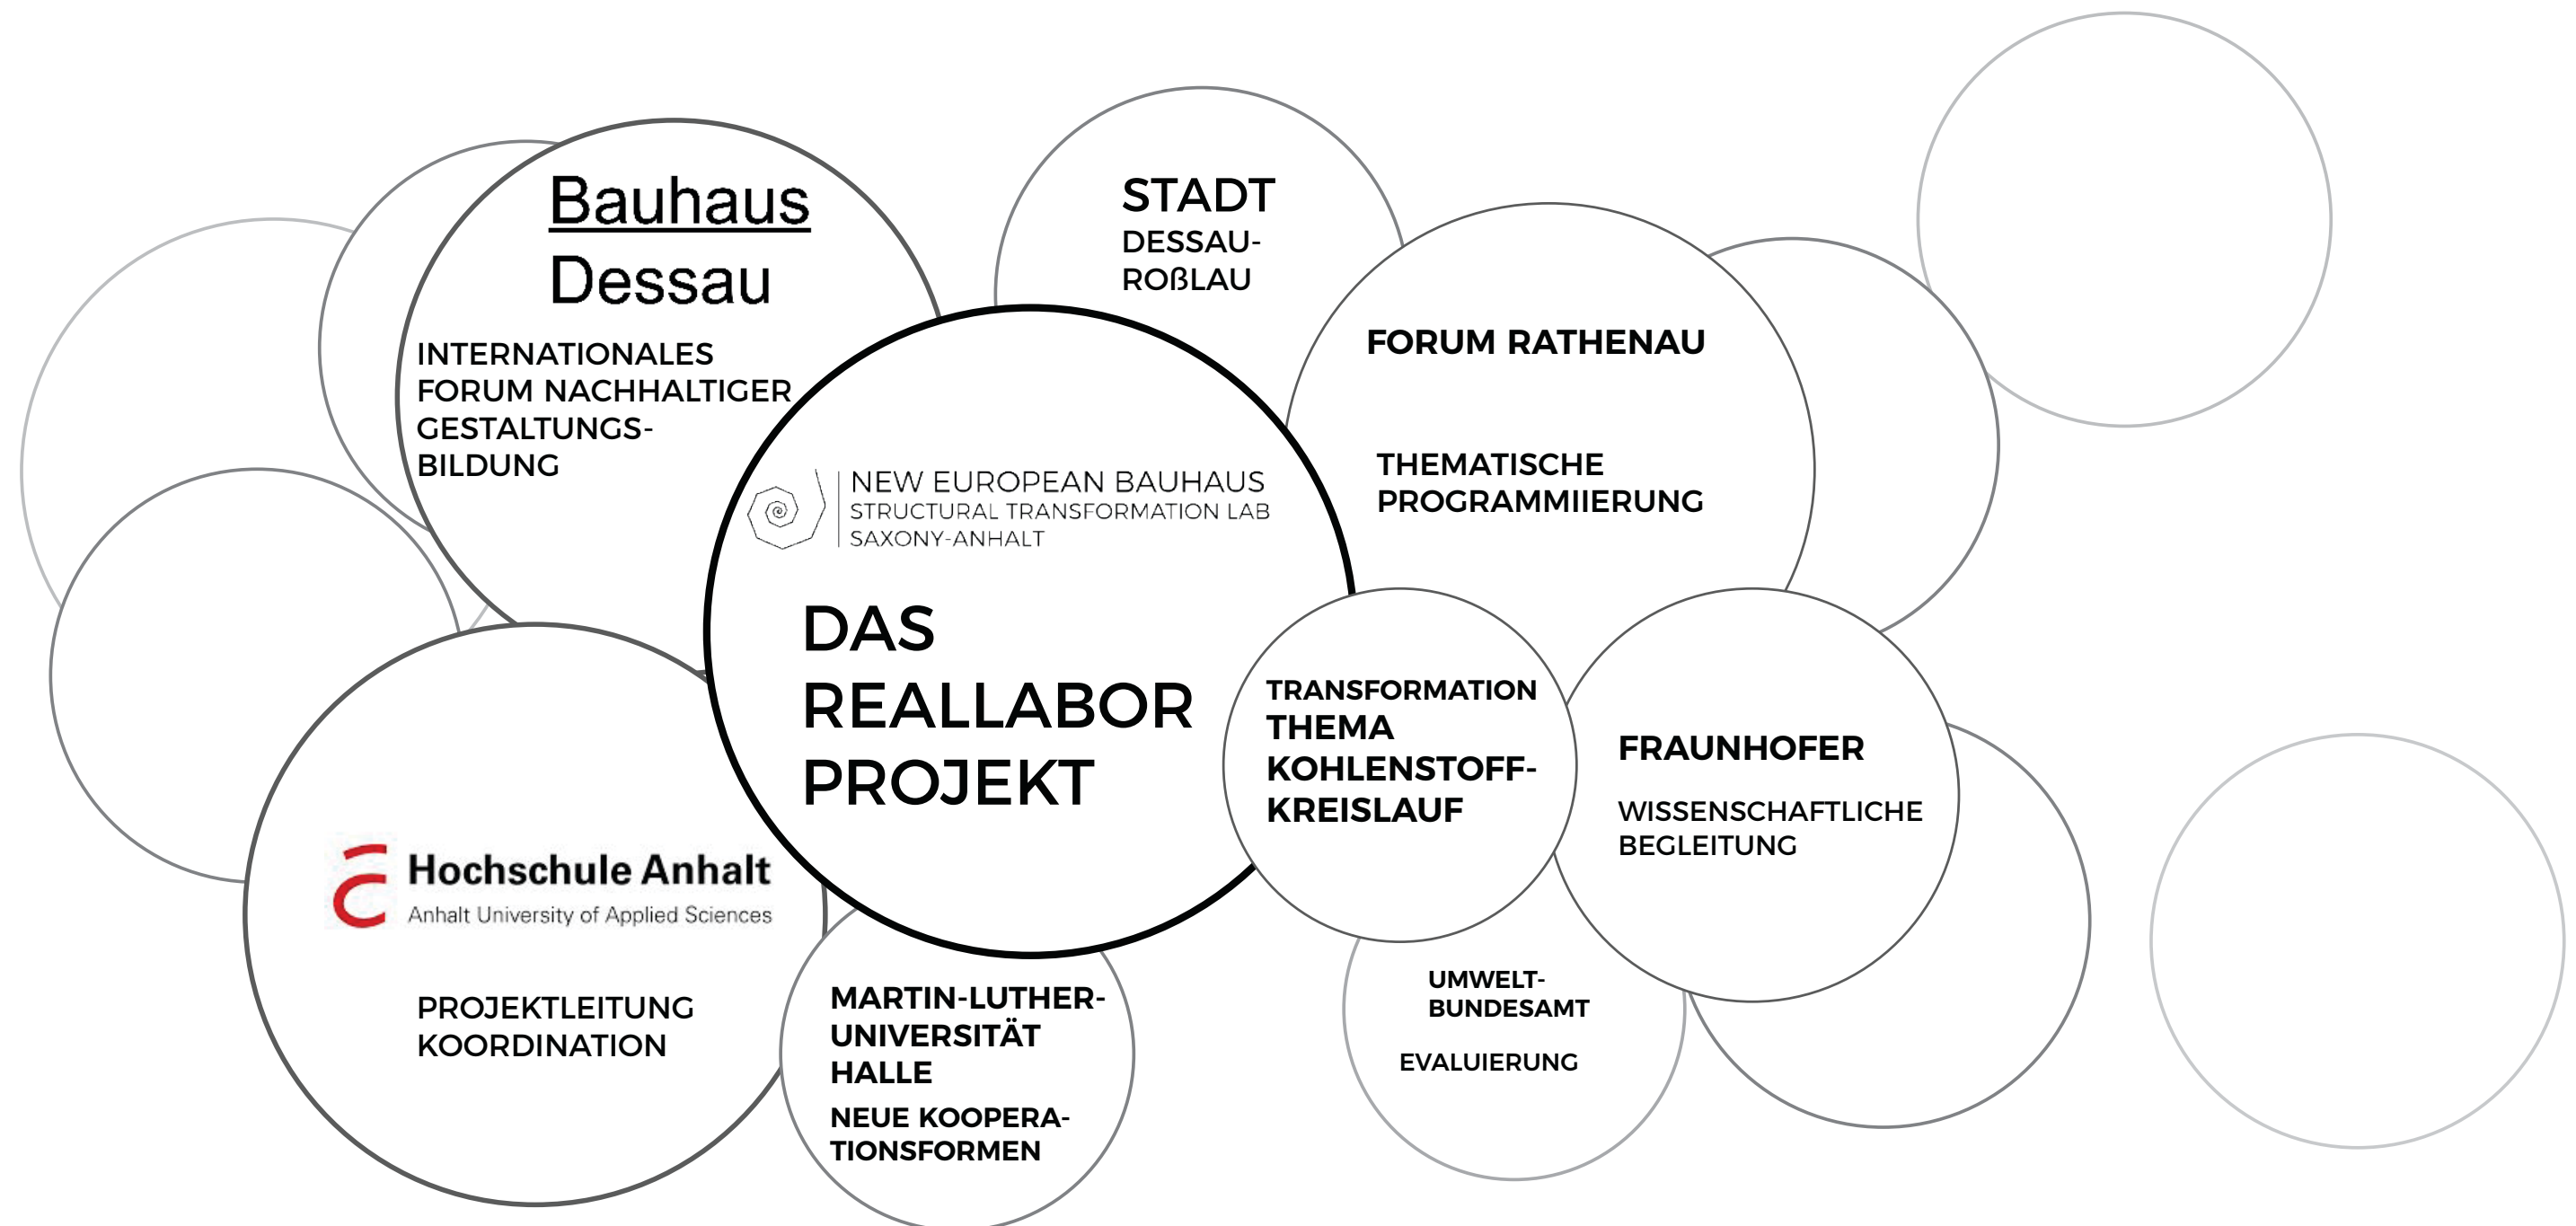 Bauhaus
Dessau
INTERNATIONALES
FORUM NACHHALTIGER
GESTALTUNGS-
BILDUNG
STADT
DESSAU-
ROßLAU
FORUM RATHENAU
THEMATISCHE
PROGRAMMIIERUNG
NEW EUROPEAN BAUHAUS
STRUCTURAL TRANSFORMATION LAB
SAXONY-ANHALT
DAS
REALLABOR
PROJEKT
TRANSFORMATION
THEMA
KOHLENSTOFF-
KREISLAUF
FRAUNHOFER
WISSENSCHAFTLICHE
BEGLEITUNG
Hochschule Anhalt
Anhalt University of Applied Sciences
PROJEKTLEITUNG
KOORDINATION
MARTIN-LUTHER-
UNIVERSITÄT
HALLE
NEUE KOOPERA-
TIONSFORMEN
UMWELT-
BUNDESAMT
EVALUIERUNG